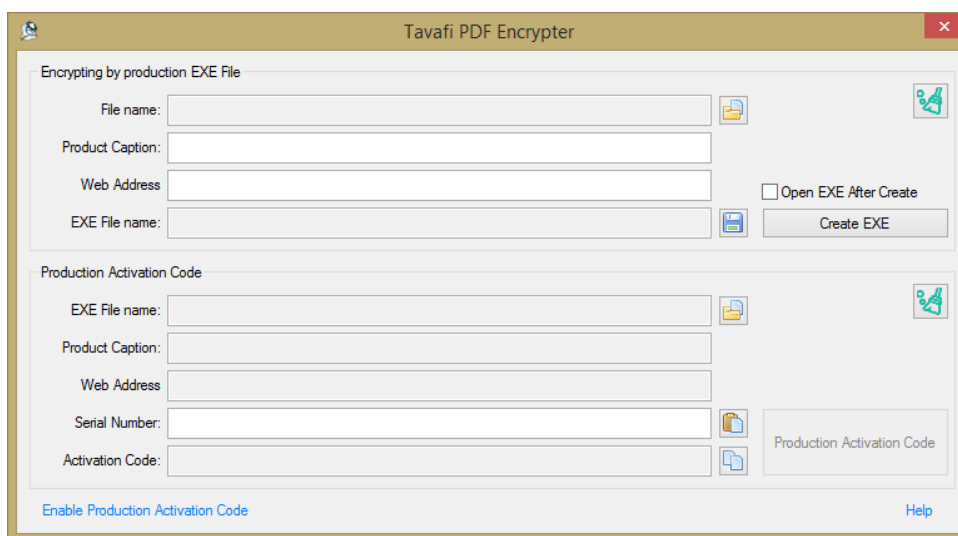 Tavafi PDF Encrypter
Encrypting by production EXE File
File name:
Product Caption:
Web Address
Open EXE After Create
EXE File name:
Create EXE
Production Activation Code
EXE File name:
Product Caption:
Web Address
Serial Number:
Production Activation Code
Activation Code:
Enable Production Activation Code
Help